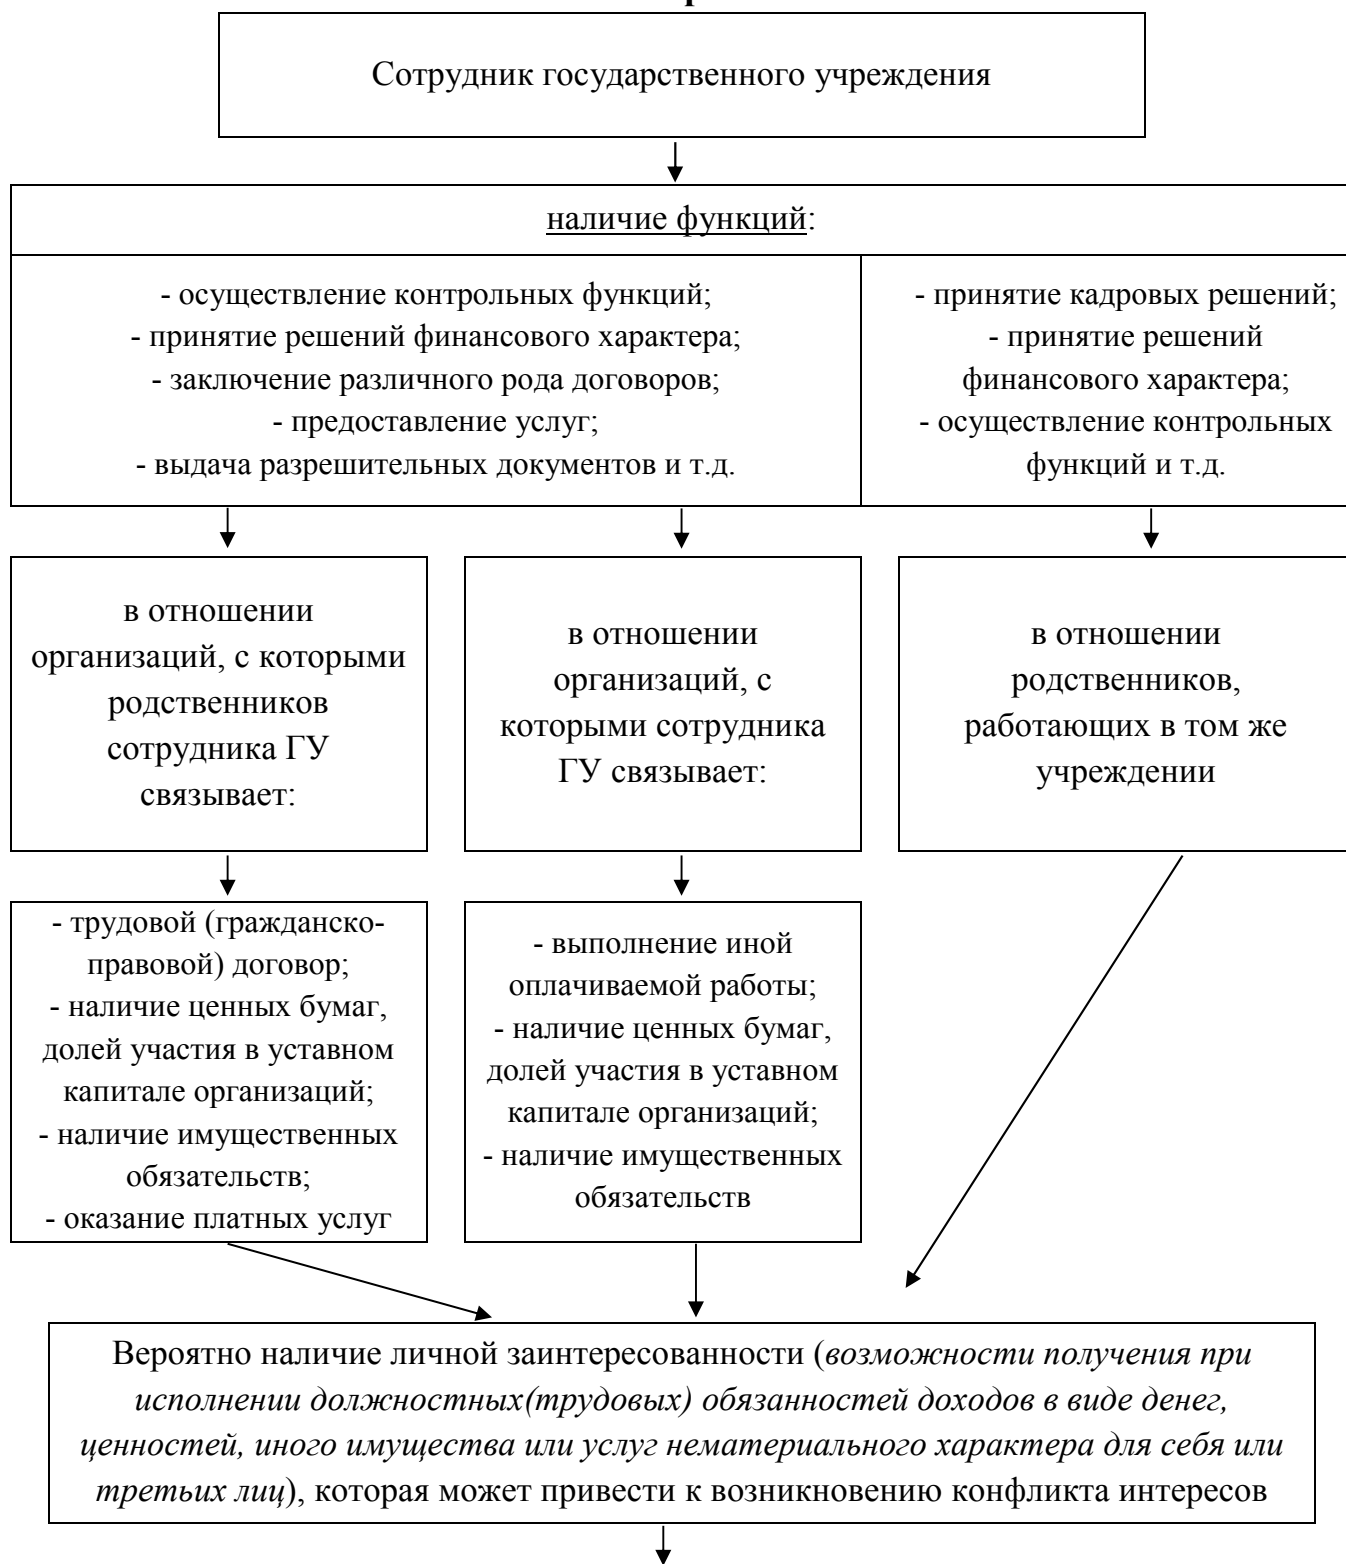 Сотрудник государственного учреждения
наличие функций:
- осуществление контрольных функций;
- принятие решений финансового характера;
- заключение различного рода договоров;
- предоставление услуг;
- выдача разрешительных документов и т.д.
- принятие кадровых решений;
- принятие решений
финансового характера;
- осуществление контрольных
функций и т.д.
в отношении
организаций, с которыми
родственников
сотрудника ГУ
связывает:
в отношении
организаций, с
которыми сотрудника
ГУ связывает:
в отношении
родственников,
работающих в том же
учреждении
- трудовой (гражданско-
правовой) договор;
- наличие ценных бумаг,
долей участия в уставном
капитале организаций;
- наличие имущественных
обязательств;
- оказание платных услуг
- выполнение иной
оплачиваемой работы;
- наличие ценных бумаг,
долей участия в уставном
капитале организаций;
- наличие имущественных
обязательств
Вероятно наличие личной заинтересованности (возможности получения при
исполнении должностных(трудовых) обязанностей доходов в виде денег,
ценностей, иного имущества или услуг нематериального характера для себя или
третьих лиц), которая может привести к возникновению конфликта интересов